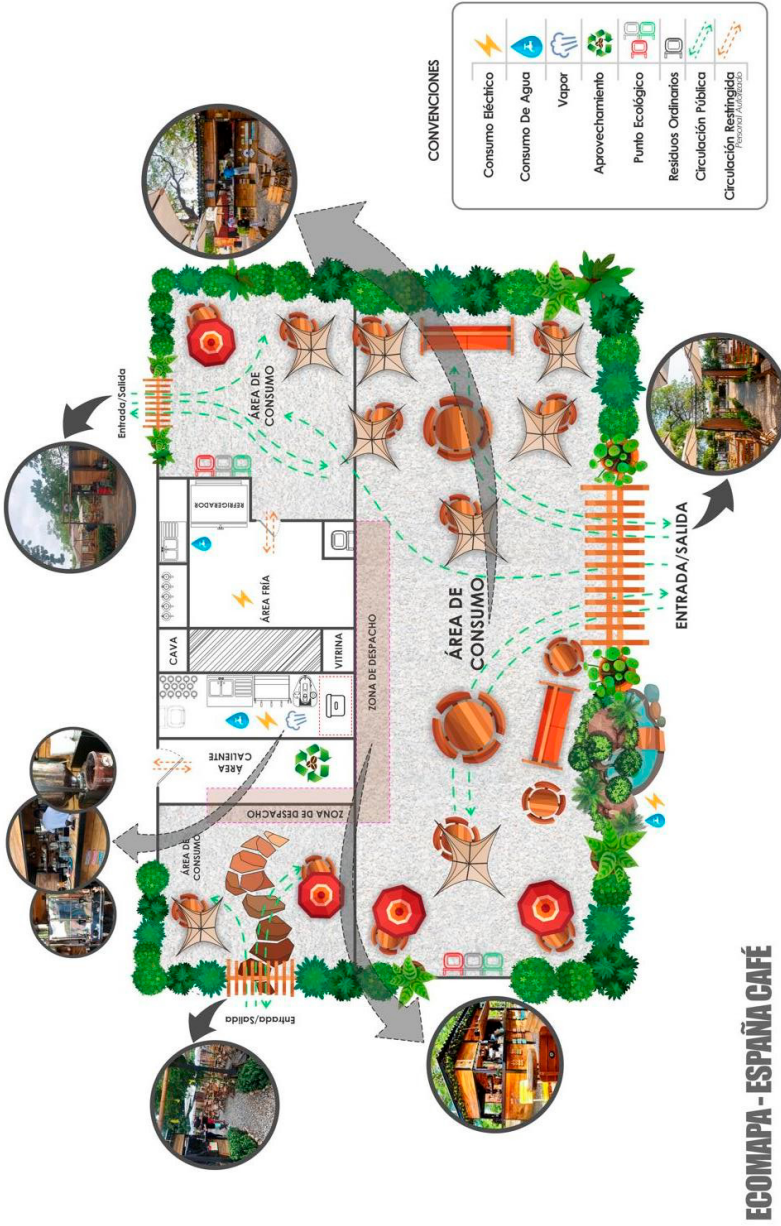 ECOMAPA - ESPAÑA CAFÉ
Entrada/Salida
ÁREA DE
CONSUMO
ZONA DE DESPACHO
ÁREA
CALIENTE
CAVA
VITRINA
ÁREA FRÍA
REFRIGERADOR
ZONA DE DESPACHO
ÁREA DE
CONSUMO
Entrada/Salida
ÁREA DE
CONSUMO
ENTRADA/SALIDA
CONVENCIONES
Consumo Eléctrico
Consumo De Agua
Vapor
Aprovechamiento
Punto Ecológico
Residuos Ordinarios
Circulación Pública
Circulación Restringida
Personal Autorizado